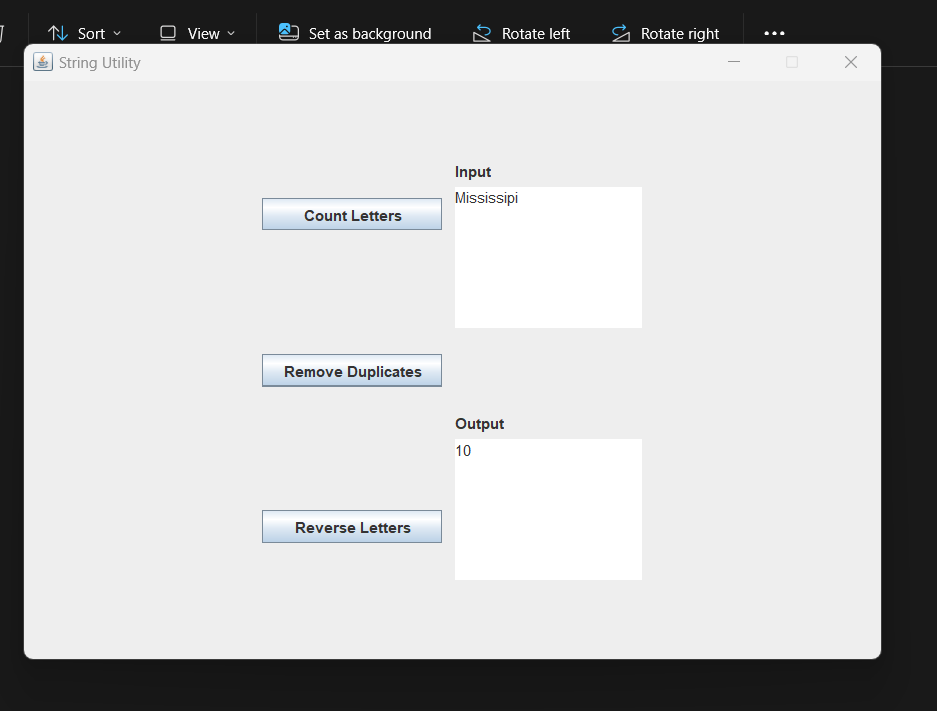 Sort View Set as background Rotate left Rotate right •••
String Utility
Input
Mississipi
Count Letters
Remove Duplicates
Output
10
Reverse Letters